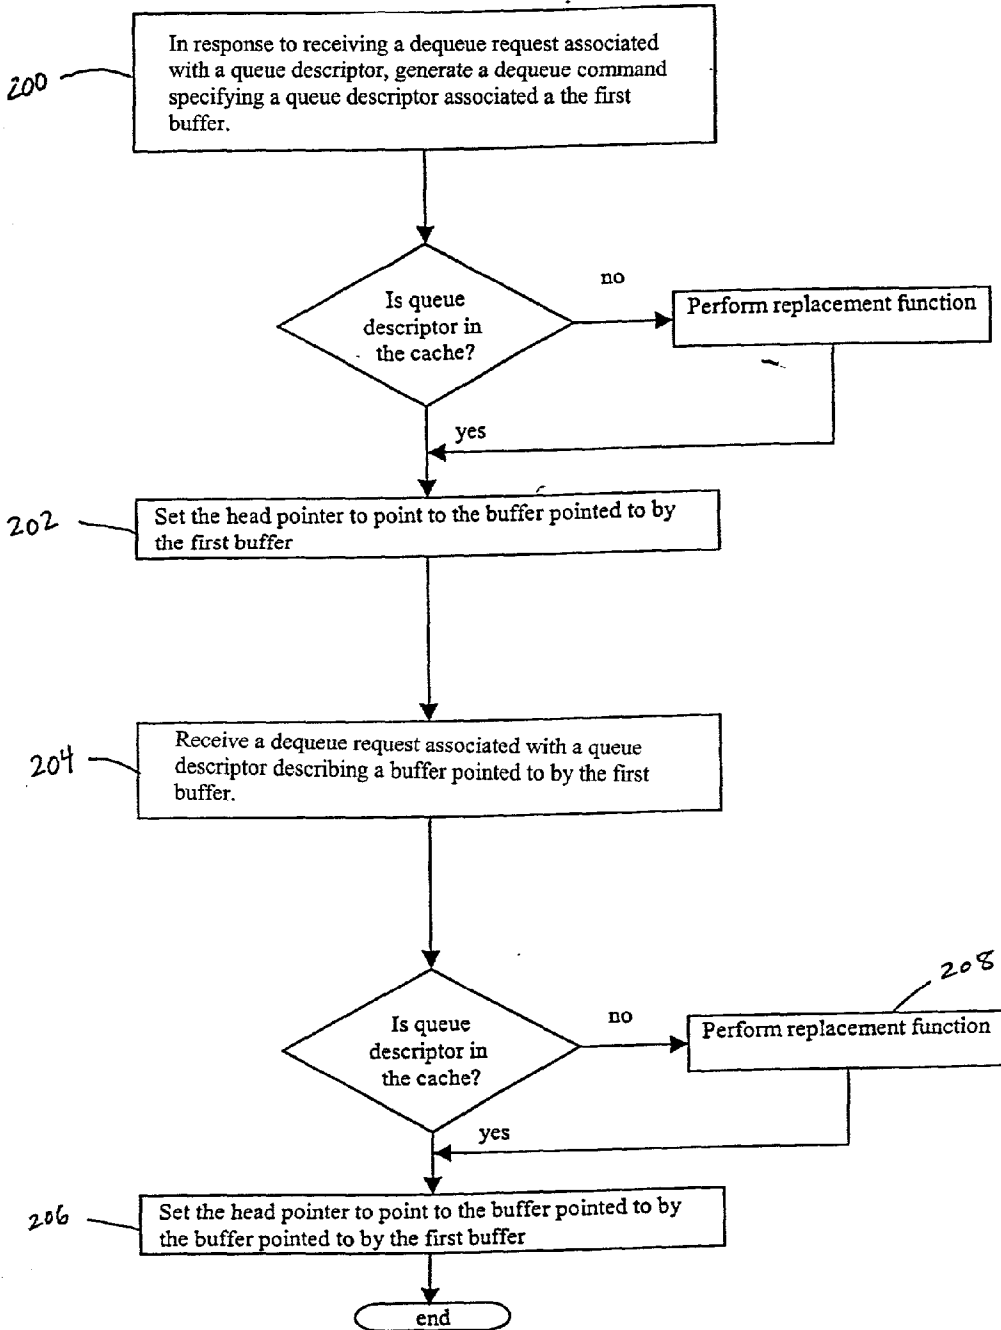 In response to receiving a dequeue request associated
with a queue descriptor, generate a dequeue command
specifying a queue descriptor associated a the first
buffer.
200
Is queue
descriptor in
the cache?
no
Perform replacement function
yes
202
Set the head pointer to point to the buffer pointed to by
the first buffer
204
Receive a dequeue request associated with a queue
descriptor describing a buffer pointed to by the first
buffer.
208
Is queue
descriptor in
the cache?
no
Perform replacement function
yes
206
Set the head pointer to point to the buffer pointed to by
the buffer pointed to by the first buffer
end